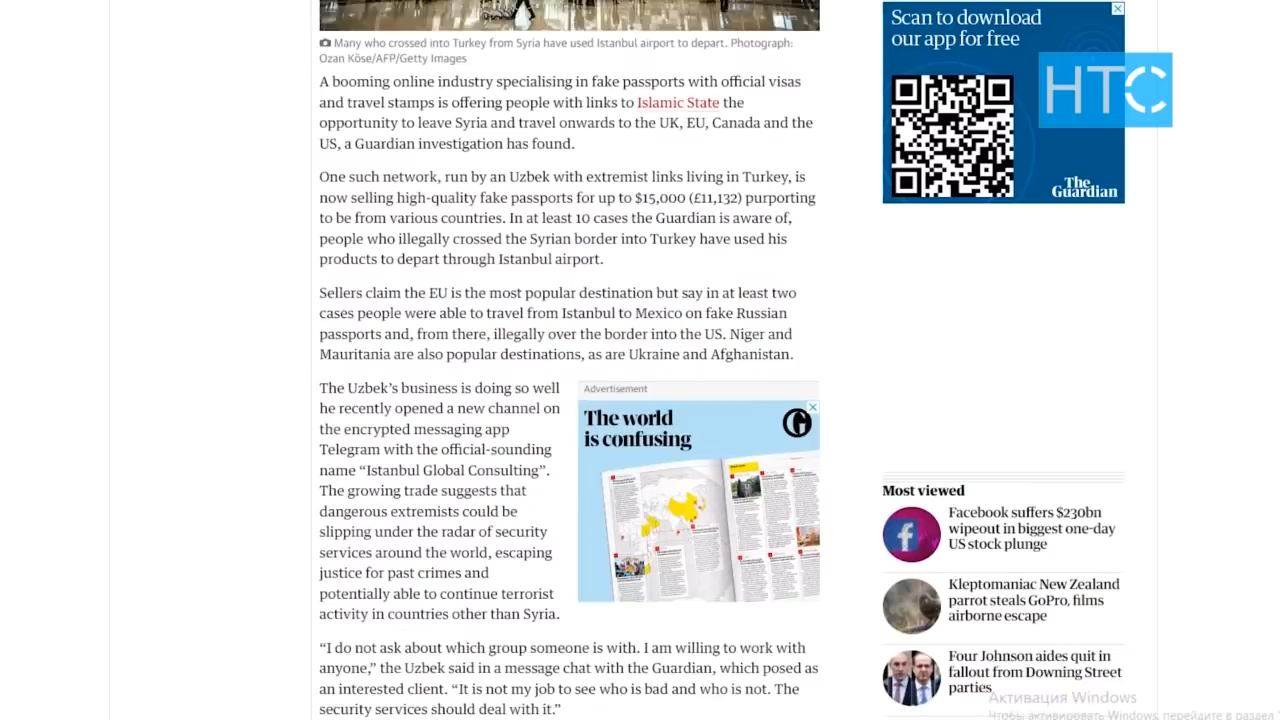 Many who crossed into Turkey from Syria have used Istanbul airport to depart. Photograph:
Ozan Köse/AFP/Getty Images
A booming online industry specialising in fake passports with official visas
and travel stamps is offering people with links to Islamic State the
opportunity to leave Syria and travel onwards to the UK, EU, Canada and the
US, a Guardian investigation has found.
One such network, run by an Uzbek with extremist links living in Turkey, is
now selling high-quality fake passports for up to $15,000 (£11,132) purporting
to be from various countries. In at least 10 cases the Guardian is aware of,
people who illegally crossed the Syrian border into Turkey have used his
products to depart through Istanbul airport.
Sellers claim the EU is the most popular destination but say in at least two
cases people were able to travel from Istanbul to Mexico on fake Russian
passports and, from there, illegally over the border into the US. Niger and
Mauritania are also popular destinations, as are Ukraine and Afghanistan.
The Uzbek's business is doing so well
he recently opened a new channel on
the encrypted messaging app
Telegram with the official-sounding
name “Istanbul Global Consulting”.
The growing trade suggests that
dangerous extremists could be
slipping under the radar of security
services around the world, escaping
justice for past crimes and
potentially able to continue terrorist
activity in countries other than Syria.
Advertisement
The world
is confusing
“I do not ask about which group someone is with. I am willing to work with
anyone,” the Uzbek said in a message chat with the Guardian, which posed as
an interested client. “It is not my job to see who is bad and who is not. The
security services should deal with it.”
Scan to download
our app for free
НТС
The
Guardian
Most viewed
Facebook suffers $230bn
wipeout in biggest one-day
US stock plunge
Kleptomaniac New Zealand
parrot steals GoPro, films
airborne escape
Four Johnson aides quit in
fallout from Downing Street
parties
Активация Windows
Чтобы активировать Windows, перейдите в раздел